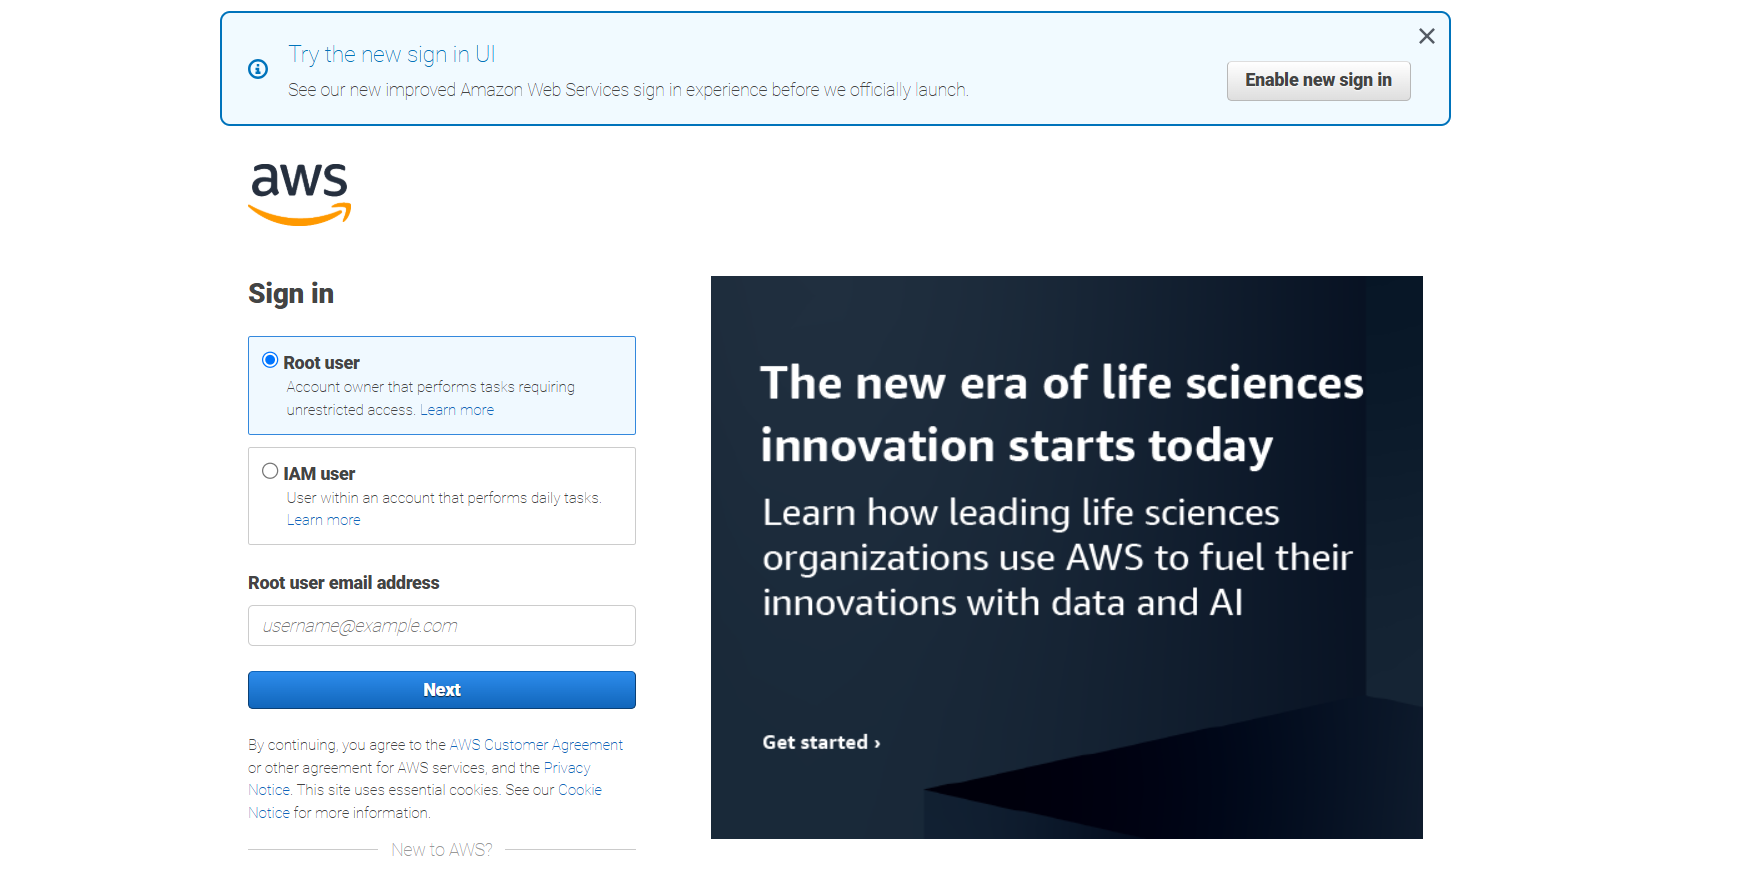 Try the new sign in UI
See our new improved Amazon Web Services sign in experience before we officially launch.
Enable new sign in
aws
Sign in
Root user
Account owner that performs tasks requiring
unrestricted access. Learn more
IAM user
User within an account that performs daily tasks.
Learn more
Root user email address
username@example.com
Next
By continuing, you agree to the AWS Customer Agreement
or other agreement for AWS services, and the Privacy
Notice. This site uses essential cookies. See our Cookie
Notice for more information.
New to AWS?
The new era of life sciences
innovation starts today
Learn how leading life sciences
organizations use AWS to fuel their
innovations with data and AI
Get started ›